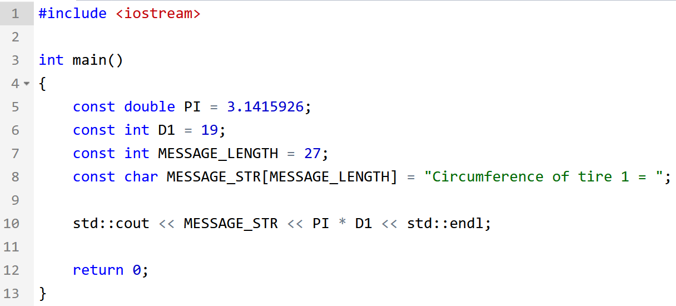 1 #include <iostream>
2
3 int main()
4 {
5     const double PI = 3.1415926;
6     const int D1 = 19;
7     const int MESSAGE_LENGTH = 27;
8     const char MESSAGE_STR[MESSAGE_LENGTH] = "Circumference of tire 1 = ";
9
10     std::cout << MESSAGE_STR << PI * D1 << std::endl;
11
12     return 0;
13 }